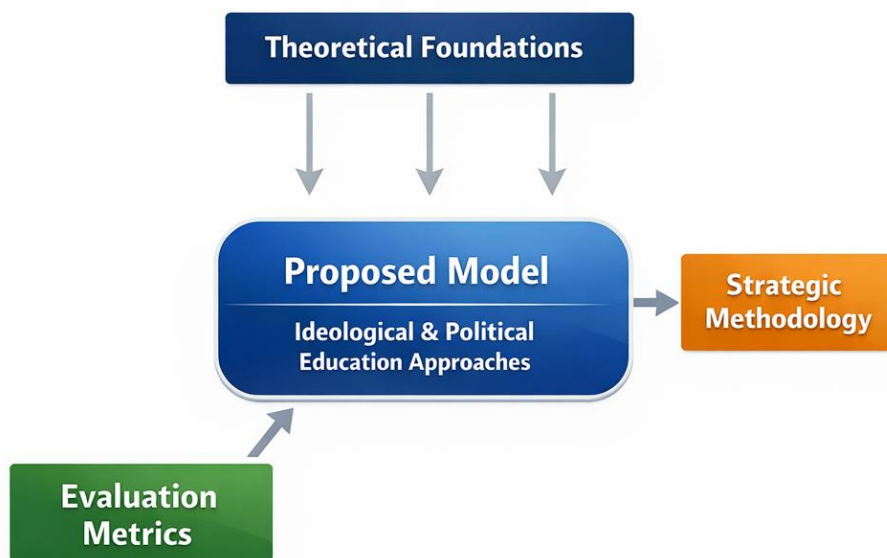 Theoretical Foundations
Proposed Model
Ideological & Political
Education Approaches
Strategic
Methodology
Evaluation
Metrics